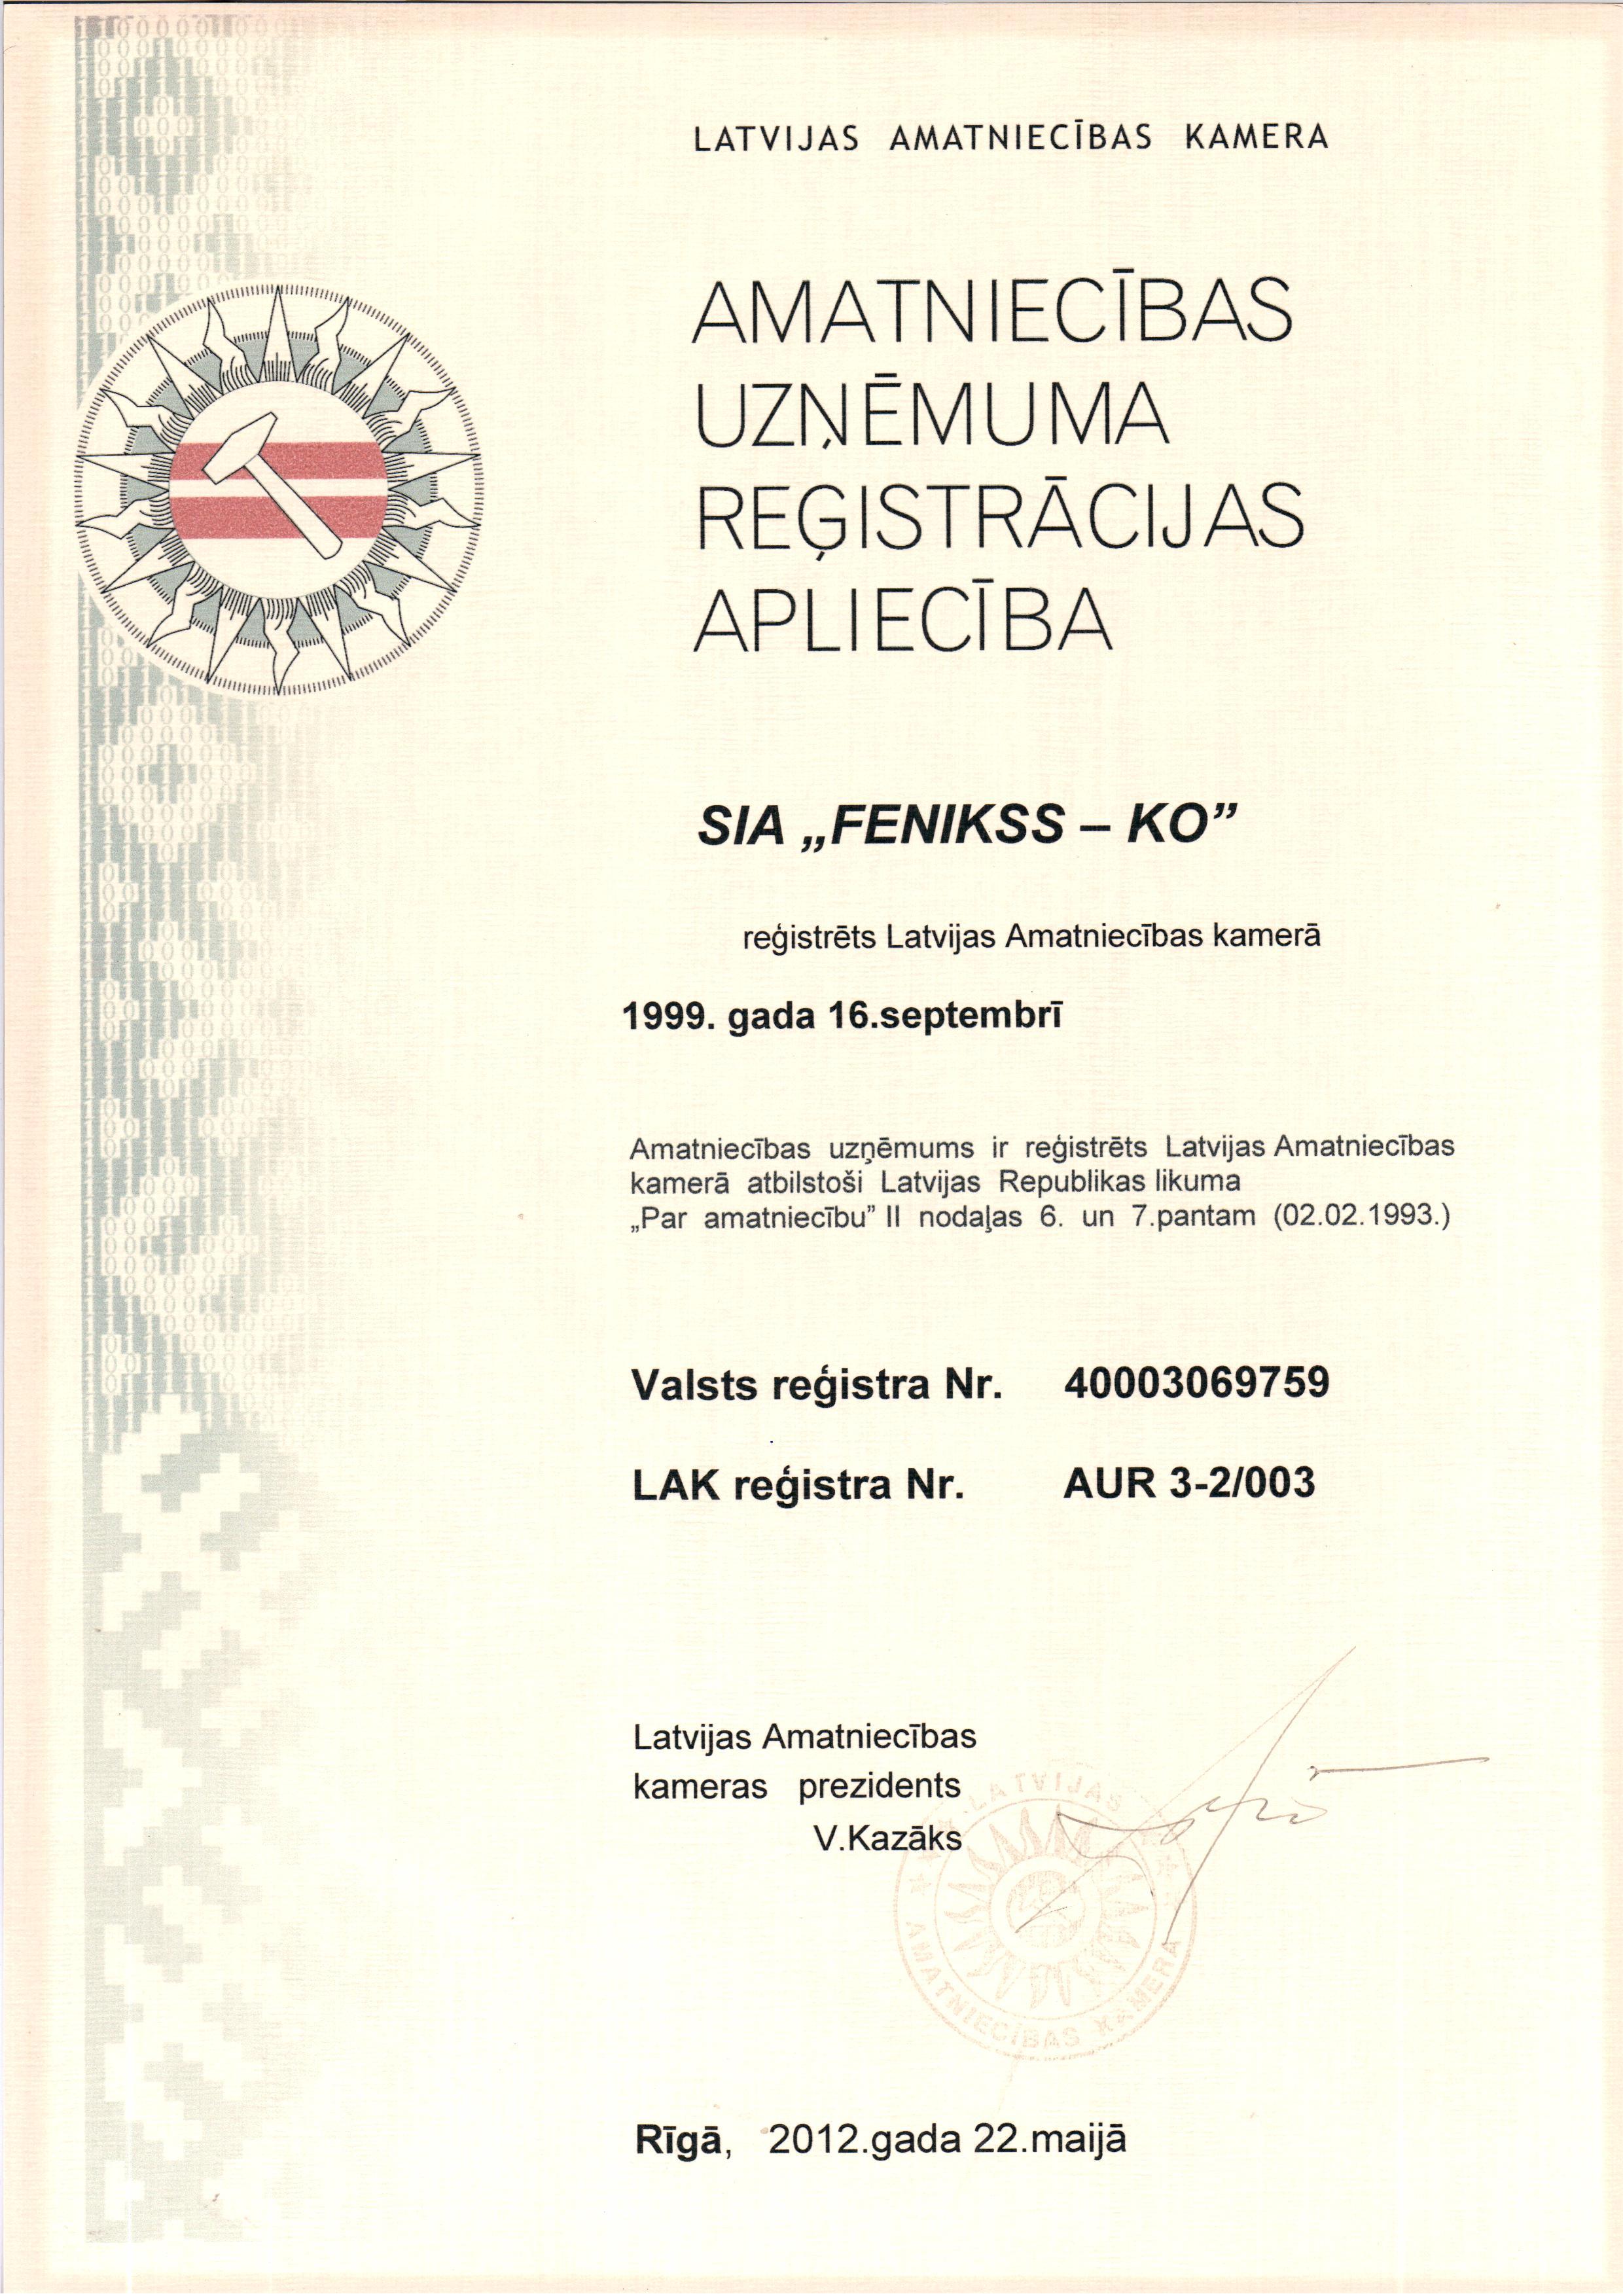 LATVIJAS AMATNIECĪBAS KAMERA
AMATNIECĪBAS
UZŅĒMUMA
REĢISTRĀCIJAS
APLIECĪBA
SIA „FENIKSS – KO”
reģistrēts Latvijas Amatniecības kamerā
1999. gada 16.septembrī
Amatniecības uzņēmums ir reģistrēts Latvijas Amatniecības
kamerā atbilstoši Latvijas Republikas likuma
„Par amatniecību” II nodaļas 6. un 7.pantam (02.02.1993.)
Valsts reģistra Nr. 40003069759
LAK reģistra Nr. AUR 3-2/003
Latvijas Amatniecības
kameras prezidents
V.Kazāks
LATVIJAS
AMATNIECĪBAS KAMERA
Rīgā, 2012.gada 22.maijā